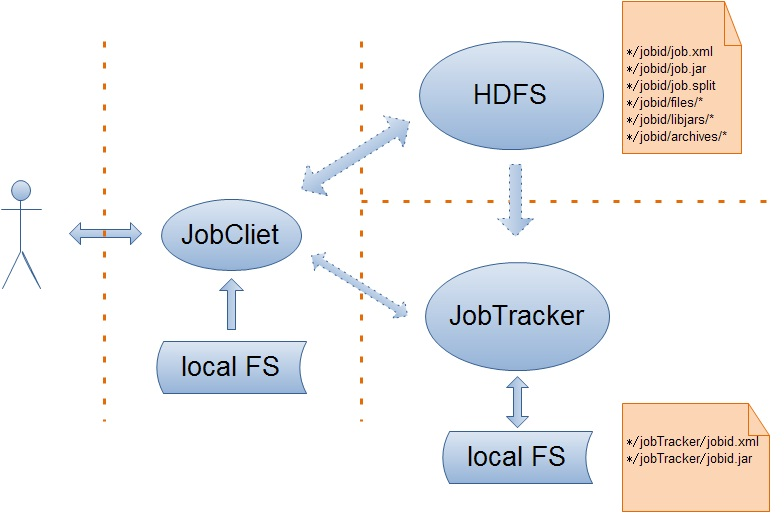 HDFS
*/jobid/job.xml
*/jobid/job.jar
*/jobid/job.split
*/jobid/files/*
*/jobid/libjars/*
*/jobid/archives/*
JobCliet
JobTracker
local FS
local FS
*/jobTracker/jobid.xml
*/jobTracker/jobid.jar